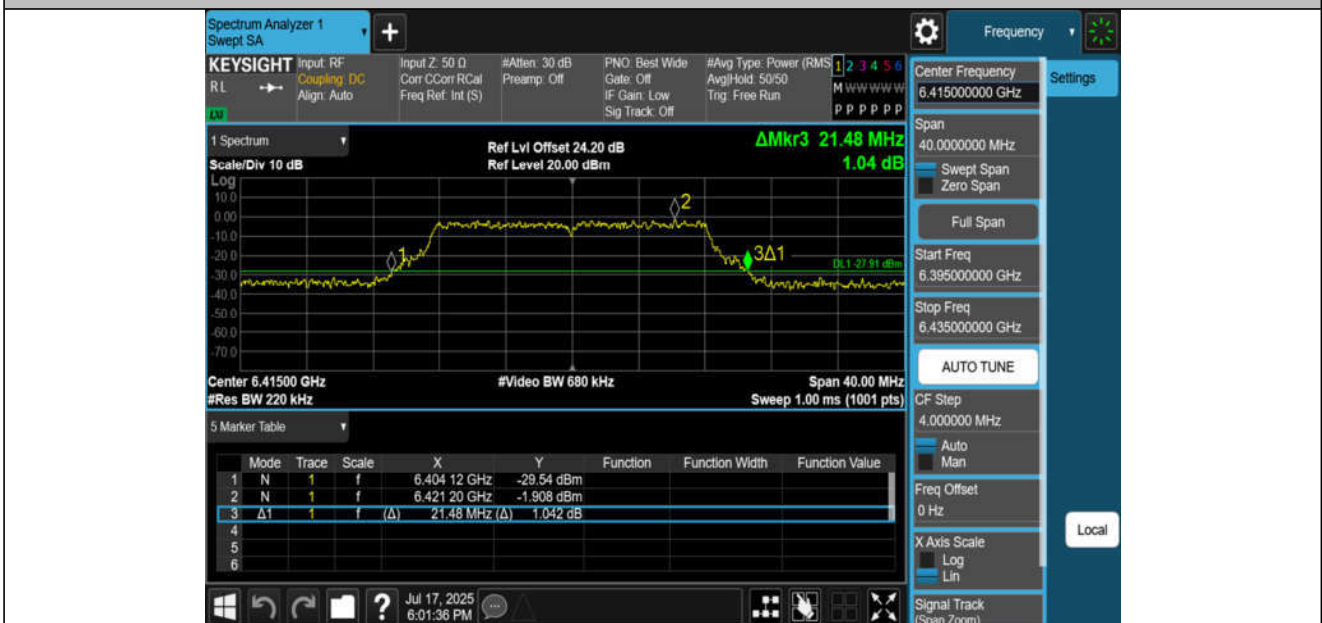 Spectrum Analyzer 1
Swept SA
+
Frequency
KEYSIGHT
RL
LU
Input: RF
Coupling: DC
Align: Auto
Input Z: 50 Ω
Corr CCorr RCal
Freq Ref: Int (S)
#Atten: 30 dB
Preamp: Off
PNO: Best Wide
Gate: Off
IF Gain: Low
Sig Track: Off
#Avg Type: Power (RMS
Avg|Hold: 50/50
Trig: Free Run
1 2 3 4 5 6
M W W W W W
P P P P P P
1 Spectrum
Scale/Div 10 dB
Log
Ref Lvl Offset 24.20 dB
Ref Level 20.00 dBm
ΔMkr3 21.48 MHz
1.04 dB
10.0
0.00
-10.0
-20.0
-30.0
-40.0
-50.0
-60.0
-70.0
1
2
3Δ1
DL1 -27.91 dBm
Center 6.41500 GHz
#Res BW 220 kHz
#Video BW 680 kHz
Span 40.00 MHz
Sweep 1.00 ms (1001 pts)
5 Marker Table
Mode Trace Scale X Y Function Function Width Function Value
1 N 1 f 6.404 12 GHz -29.54 dBm
2 N 1 f 6.421 20 GHz -1.908 dBm
3 Δ1 1 f (Δ) 21.48 MHz (Δ) 1.042 dB
4
5
6
?
Jul 17, 2025
6:01:36 PM
Center Frequency
6.415000000 GHz
Span
40.0000000 MHz
Swept Span
Zero Span
Full Span
Start Freq
6.395000000 GHz
Stop Freq
6.435000000 GHz
AUTO TUNE
CF Step
4.000000 MHz
Auto
Man
Freq Offset
0 Hz
X Axis Scale
Log
Lin
Signal Track
(Span Zoom)
Settings
Local